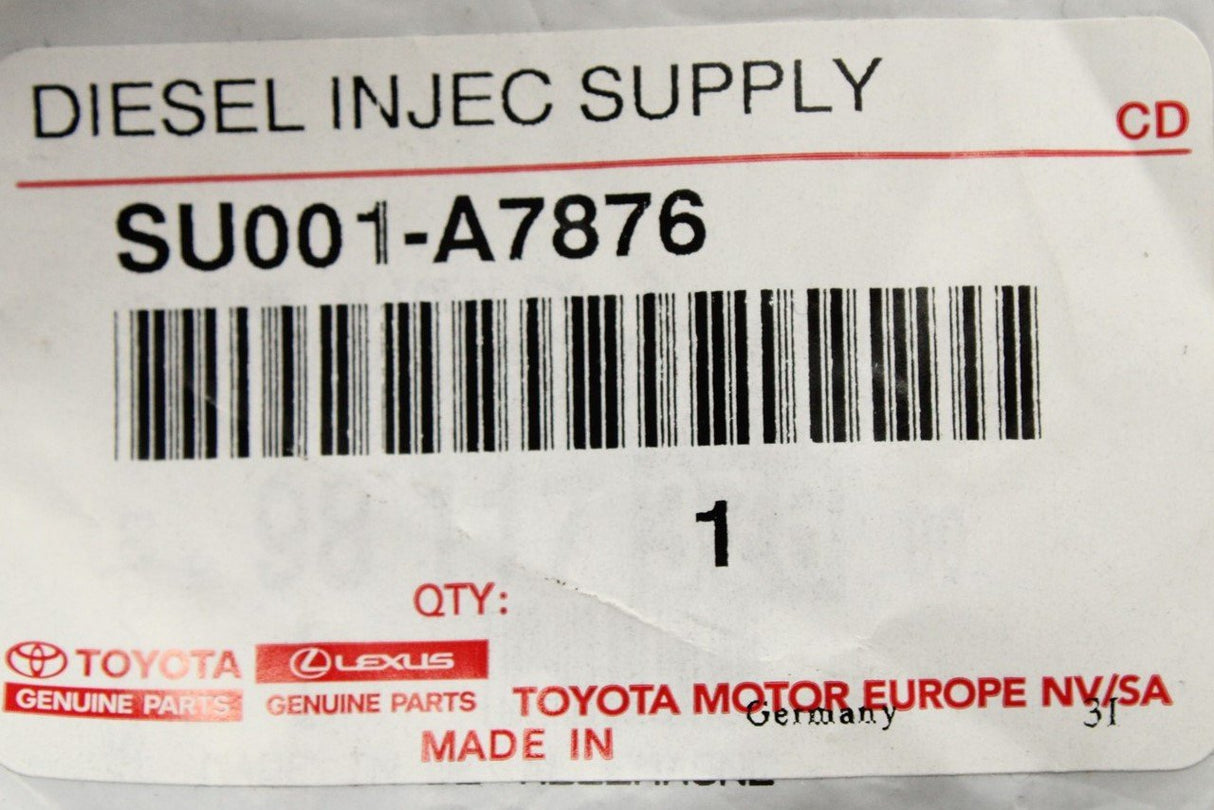 DIESEL INJEC SUPPLY
CD
SU001-A7876
1
QTY:
TOYOTA
GENUINE PARTS
LEXUS
GENUINE PARTS
TOYOTA MOTOR EUROPE NV/SA
Germany 31
MADE IN